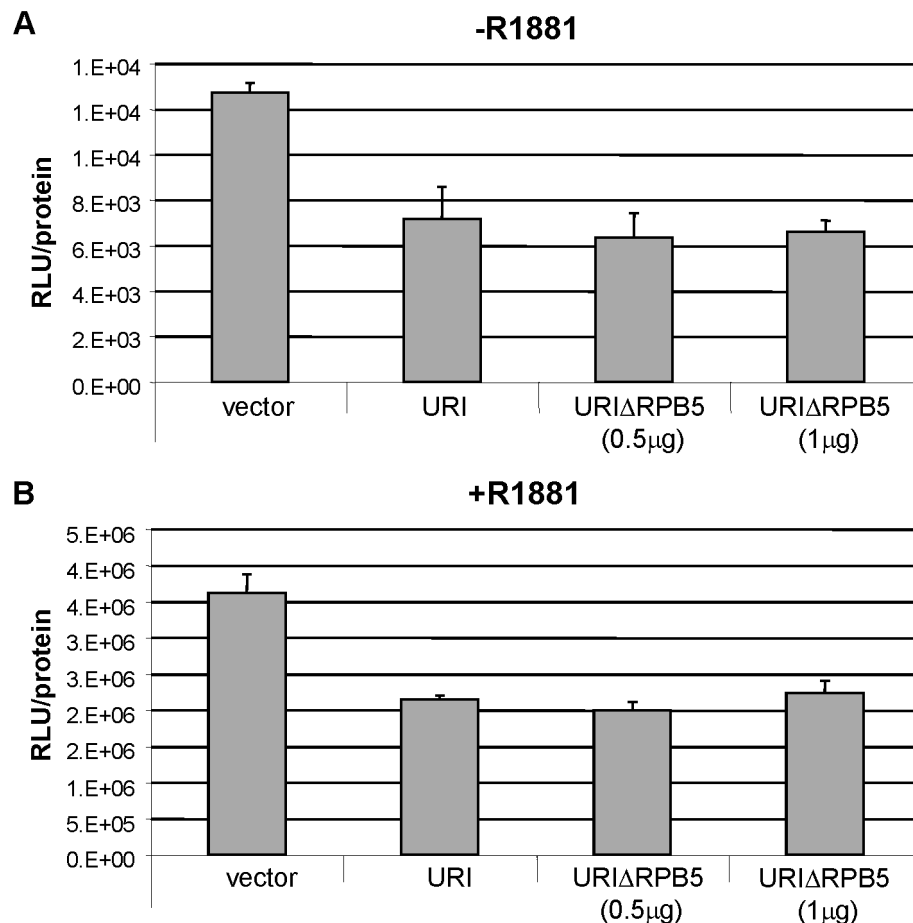 A
-R1881
RLU/protein
1.E+04
1.E+04
1.E+04
8.E+03
6.E+03
4.E+03
2.E+03
0.E+00
vector
URI
URIΔRPB5
(0.5μg)
URIΔRPB5
(1μg)
B
+R1881
RLU/protein
5.E+06
4.E+06
4.E+06
3.E+06
3.E+06
2.E+06
2.E+06
1.E+06
5.E+05
0.E+00
vector
URI
URIΔRPB5
(0.5μg)
URIΔRPB5
(1μg)